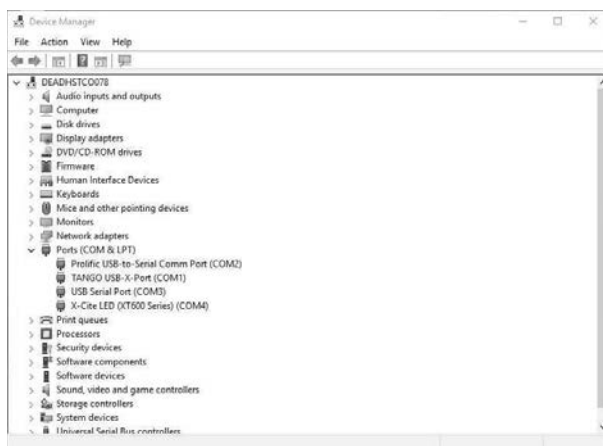 Device Manager
File Action View Help
DEADHSTCO078
Audio inputs and outputs
Computer
Disk drives
Display adapters
DVD/CD-ROM drives
Firmware
Human Interface Devices
Keyboards
Mice and other pointing devices
Monitors
Network adapters
Ports (COM & LPT)
Prolific USB-to-Serial Comm Port (COM2)
TANGO USB-X-Port (COM1)
USB Serial Port (COM3)
X-Cite LED (XT600 Series) (COM4)
Print queues
Processors
Security devices
Software components
Software devices
Sound, video and game controllers
Storage controllers
System devices
Universal Serial Bus controllers